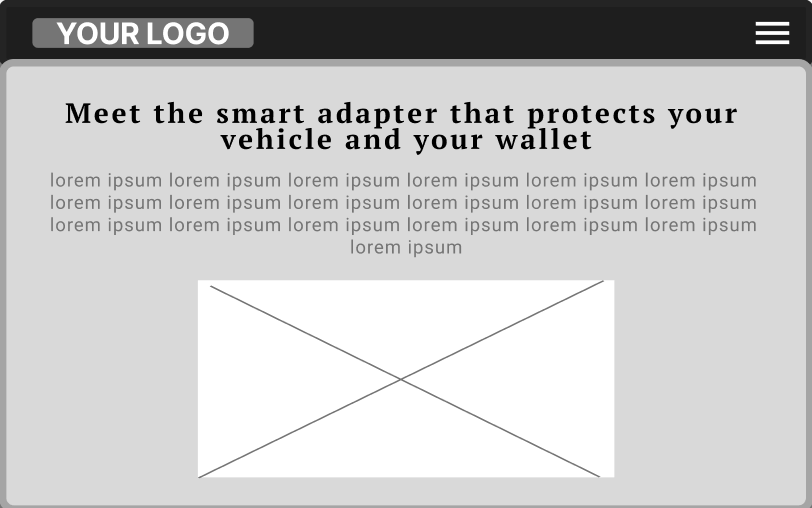 YOUR LOGO
Meet the smart adapter that protects your
vehicle and your wallet
lorem ipsum lorem ipsum lorem ipsum lorem ipsum lorem ipsum lorem ipsum
lorem ipsum lorem ipsum lorem ipsum lorem ipsum lorem ipsum lorem ipsum
lorem ipsum lorem ipsum lorem ipsum lorem ipsum lorem ipsum lorem ipsum
lorem ipsum